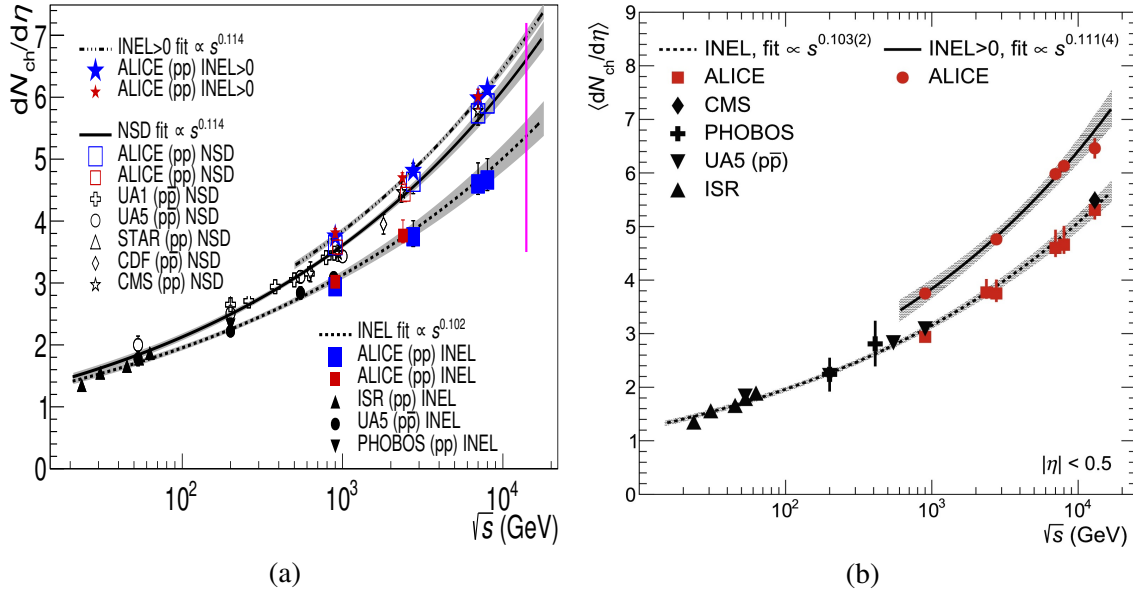 dN_ch/dη
7
6
5
4
3
2
1
0
INEL>0 fit ∝ s^0.114
ALICE (pp) INEL>0
ALICE (pp) INEL>0
NSD fit ∝ s^0.114
ALICE (pp) NSD
ALICE (pp) NSD
UA1 (pp̅) NSD
UA5 (pp̅) NSD
STAR (pp) NSD
CDF (pp̅) NSD
CMS (pp) NSD
INEL fit ∝ s^0.102
ALICE (pp) INEL
ALICE (pp) INEL
ISR (pp) INEL
UA5 (pp̅) INEL
PHOBOS (pp) INEL
10^2 10^3 10^4
√s (GeV)
(a)
⟨dN_ch/dη⟩
9
8
7
6
5
4
3
2
1
0
INEL, fit ∝ s^0.103(2)
ALICE
CMS
PHOBOS
UA5 (pp̅)
ISR
INEL>0, fit ∝ s^0.111(4)
ALICE
|η| < 0.5
10^2 10^3 10^4
√s (GeV)
(b)